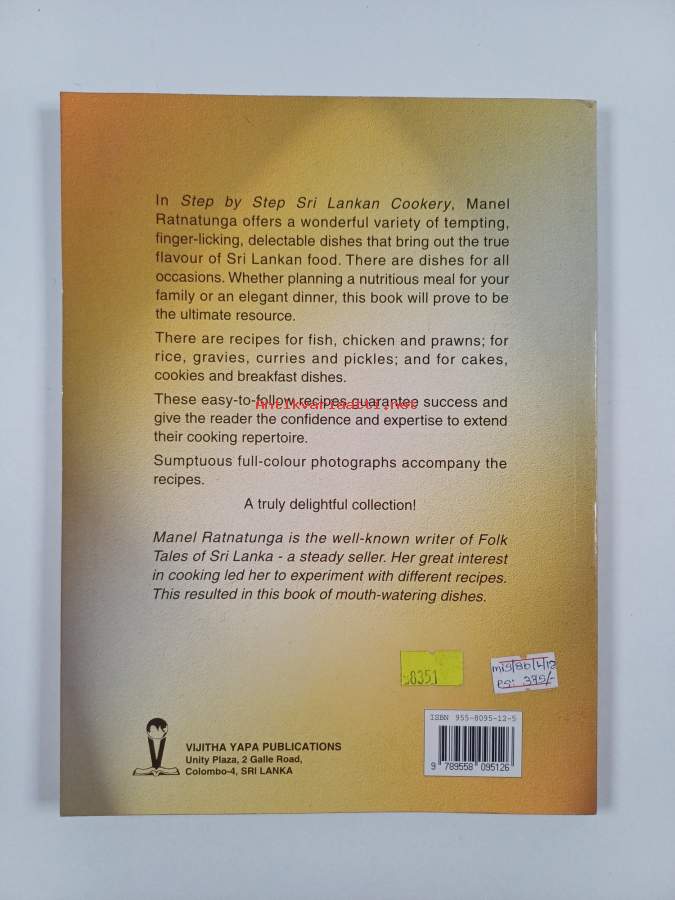 In Step by Step Sri Lankan Cookery, Manel
Ratnatunga offers a wonderful variety of tempting,
finger-licking, delectable dishes that bring out the true
flavour of Sri Lankan food. There are dishes for all
occasions. Whether planning a nutritious meal for your
family or an elegant dinner, this book will prove to be
the ultimate resource.
There are recipes for fish, chicken and prawns; for
rice, gravies, curries and pickles; and for cakes,
cookies and breakfast dishes.
These easy-to-follow recipes guarantee success and
Antikvariaatti.net
give the reader the confidence and expertise to extend
their cooking repertoire.
Sumptuous full-colour photographs accompany the
recipes.
A truly delightful collection!
Manel Ratnatunga is the well-known writer of Folk
Tales of Sri Lanka - a steady seller. Her great interest
in cooking led her to experiment with different recipes.
This resulted in this book of mouth-watering dishes.
8351
RS: 395/-
ISBN 955-8095-12-5
9 789558 095126
VIJITHA YAPA PUBLICATIONS
Unity Plaza, 2 Galle Road,
Colombo-4, SRI LANKA